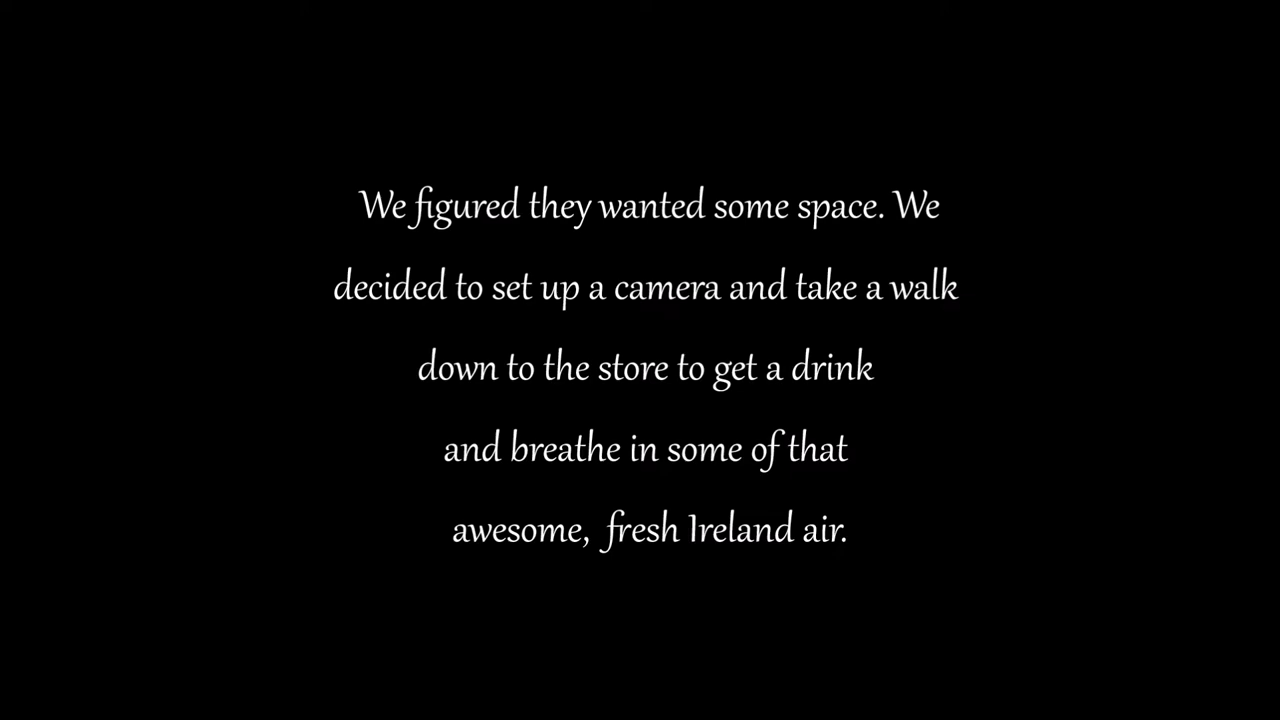 We figured they wanted some space. We
decided to set up a camera and take a walk
down to the store to get a drink
and breathe in some of that
awesome,  fresh Ireland air.